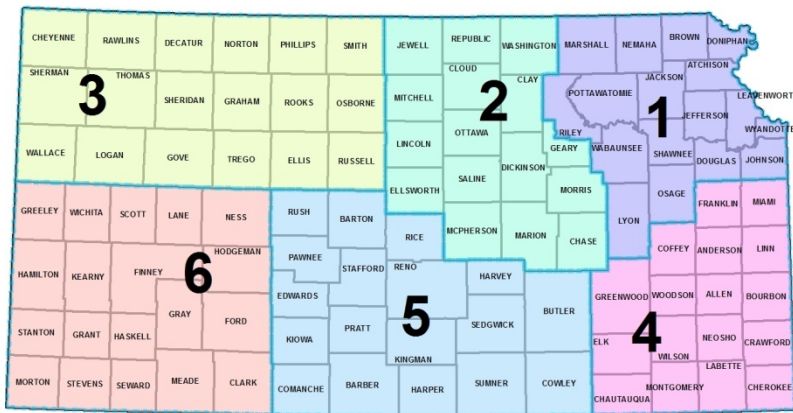 CHEYENNE RAWLINS DECATUR NORTON PHILLIPS SMITH JEWELL REPUBLIC WASHINGTON MARSHALL NEMAHA BROWN DONIPHAN
SHERMAN THOMAS SHERIDAN GRAHAM ROOKS OSBORNE MITCHELL CLOUD CLAY POTTAWATOMIE JACKSON ATCHISON LEAVENWORT
3
2
1
WALLACE LOGAN GOVE TREGO ELLIS RUSSELL LINCOLN OTTAWA RILEY GEARY WABAUNSEE SHAWNEE JEFFERSON DOUGLAS WYANDOTTE JOHNSON
ELLSWORTH SALINE DICKINSON MORRIS LYON OSAGE FRANKLIN MIAMI
GREELEY WICHITA SCOTT LANE NESS RUSH BARTON RICE MCPHERSON MARION CHASE COFFEY ANDERSON LINN
HAMILTON KEARNY FINNEY HODGEMAN PAWNEE STAFFORD RENO HARVEY GREENWOOD WOODSON ALLEN BOURBON
6
5
4
STANTON GRANT HASKELL GRAY FORD EDWARDS KIOWA PRATT KINGMAN SEDGWICK BUTLER ELK WILSON NEOSHO CRAWFORD
MORTON STEVENS SEWARD MEADE CLARK COMANCHE BARBER HARPER SUMNER COWLEY CHAUTAUQUA MONTGOMERY LABETTE CHEROKEE